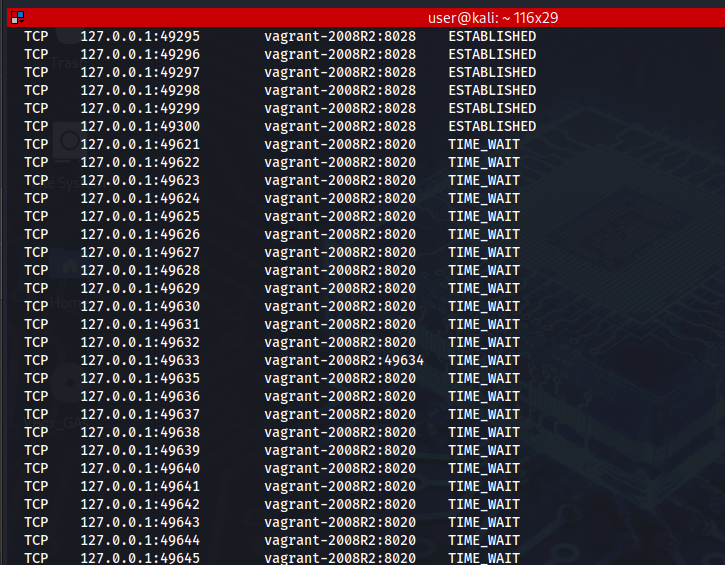 user@kali: ~ 116x29
TCP 127.0.0.1:49295 vagrant-2008R2:8028 ESTABLISHED
TCP 127.0.0.1:49296 vagrant-2008R2:8028 ESTABLISHED
TCP 127.0.0.1:49297 vagrant-2008R2:8028 ESTABLISHED
TCP 127.0.0.1:49298 vagrant-2008R2:8028 ESTABLISHED
TCP 127.0.0.1:49299 vagrant-2008R2:8028 ESTABLISHED
TCP 127.0.0.1:49300 vagrant-2008R2:8028 ESTABLISHED
TCP 127.0.0.1:49621 vagrant-2008R2:8020 TIME_WAIT
TCP 127.0.0.1:49622 vagrant-2008R2:8020 TIME_WAIT
TCP 127.0.0.1:49623 vagrant-2008R2:8020 TIME_WAIT
TCP 127.0.0.1:49624 vagrant-2008R2:8020 TIME_WAIT
TCP 127.0.0.1:49625 vagrant-2008R2:8020 TIME_WAIT
TCP 127.0.0.1:49626 vagrant-2008R2:8020 TIME_WAIT
TCP 127.0.0.1:49627 vagrant-2008R2:8020 TIME_WAIT
TCP 127.0.0.1:49628 vagrant-2008R2:8020 TIME_WAIT
TCP 127.0.0.1:49629 vagrant-2008R2:8020 TIME_WAIT
TCP 127.0.0.1:49630 vagrant-2008R2:8020 TIME_WAIT
TCP 127.0.0.1:49631 vagrant-2008R2:8020 TIME_WAIT
TCP 127.0.0.1:49632 vagrant-2008R2:8020 TIME_WAIT
TCP 127.0.0.1:49633 vagrant-2008R2:49634 TIME_WAIT
TCP 127.0.0.1:49635 vagrant-2008R2:8020 TIME_WAIT
TCP 127.0.0.1:49636 vagrant-2008R2:8020 TIME_WAIT
TCP 127.0.0.1:49637 vagrant-2008R2:8020 TIME_WAIT
TCP 127.0.0.1:49638 vagrant-2008R2:8020 TIME_WAIT
TCP 127.0.0.1:49639 vagrant-2008R2:8020 TIME_WAIT
TCP 127.0.0.1:49640 vagrant-2008R2:8020 TIME_WAIT
TCP 127.0.0.1:49641 vagrant-2008R2:8020 TIME_WAIT
TCP 127.0.0.1:49642 vagrant-2008R2:8020 TIME_WAIT
TCP 127.0.0.1:49643 vagrant-2008R2:8020 TIME_WAIT
TCP 127.0.0.1:49644 vagrant-2008R2:8020 TIME_WAIT
TCP 127.0.0.1:49645 vagrant-2008R2:8020 TIME_WAIT